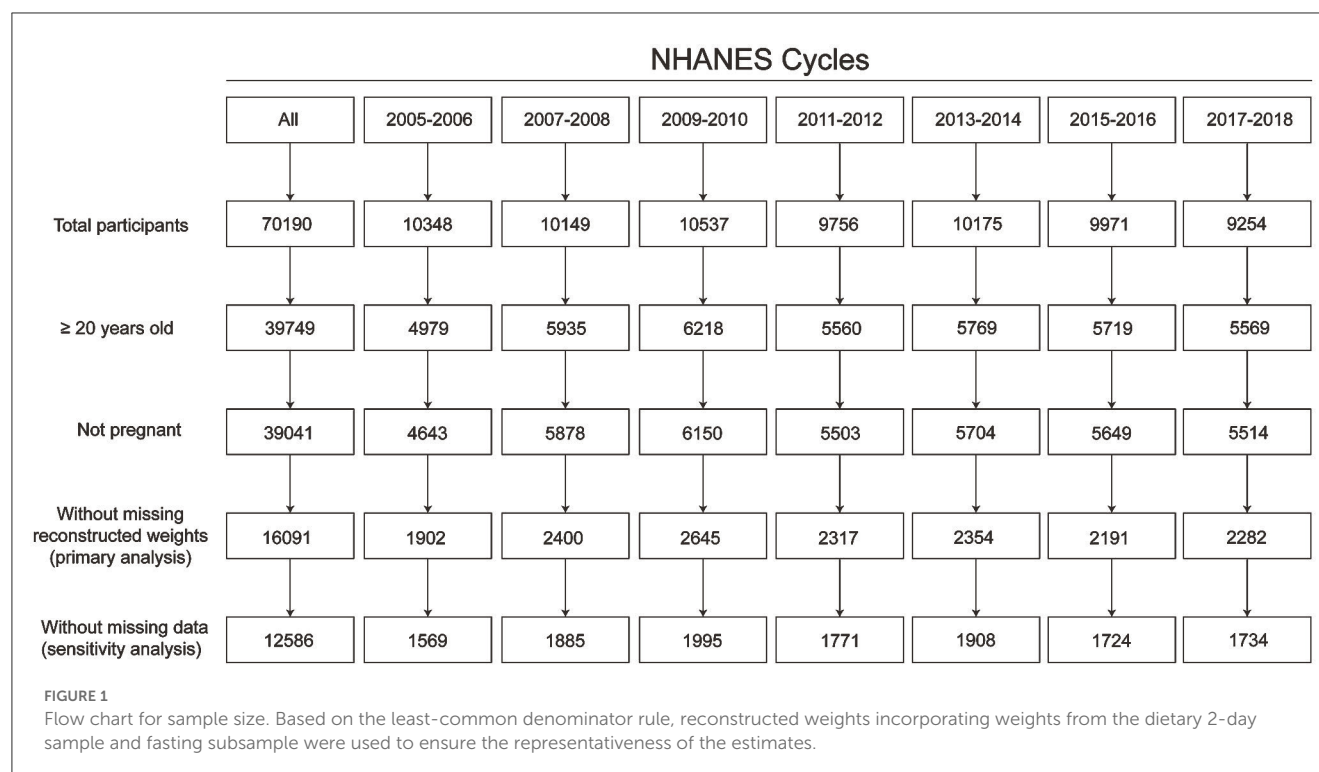 NHANES Cycles
All 2005-2006 2007-2008 2009-2010 2011-2012 2013-2014 2015-2016 2017-2018
Total participants 70190 10348 10149 10537 9756 10175 9971 9254
≥ 20 years old 39749 4979 5935 6218 5560 5769 5719 5569
Not pregnant 39041 4643 5878 6150 5503 5704 5649 5514
Without missing
reconstructed weights
(primary analysis)
16091 1902 2400 2645 2317 2354 2191 2282
Without missing data
(sensitivity analysis)
12586 1569 1885 1995 1771 1908 1724 1734
FIGURE 1
Flow chart for sample size. Based on the least-common denominator rule, reconstructed weights incorporating weights from the dietary 2-day
sample and fasting subsample were used to ensure the representativeness of the estimates.